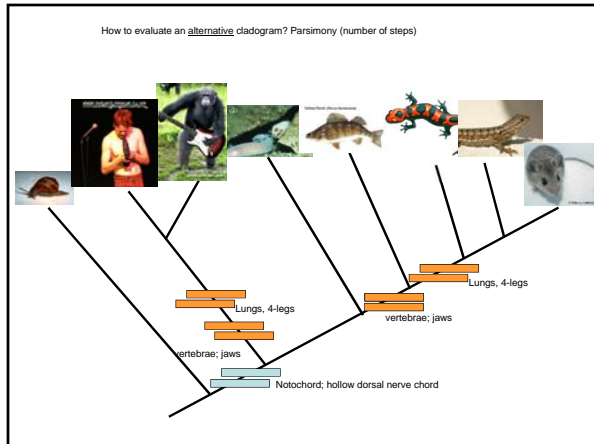 How to evaluate an alternative cladogram? Parsimony (number of steps)
Lungs, 4-legs
Lungs, 4-legs
vertebrae; jaws
vertebrae; jaws
Notochord; hollow dorsal nerve chord